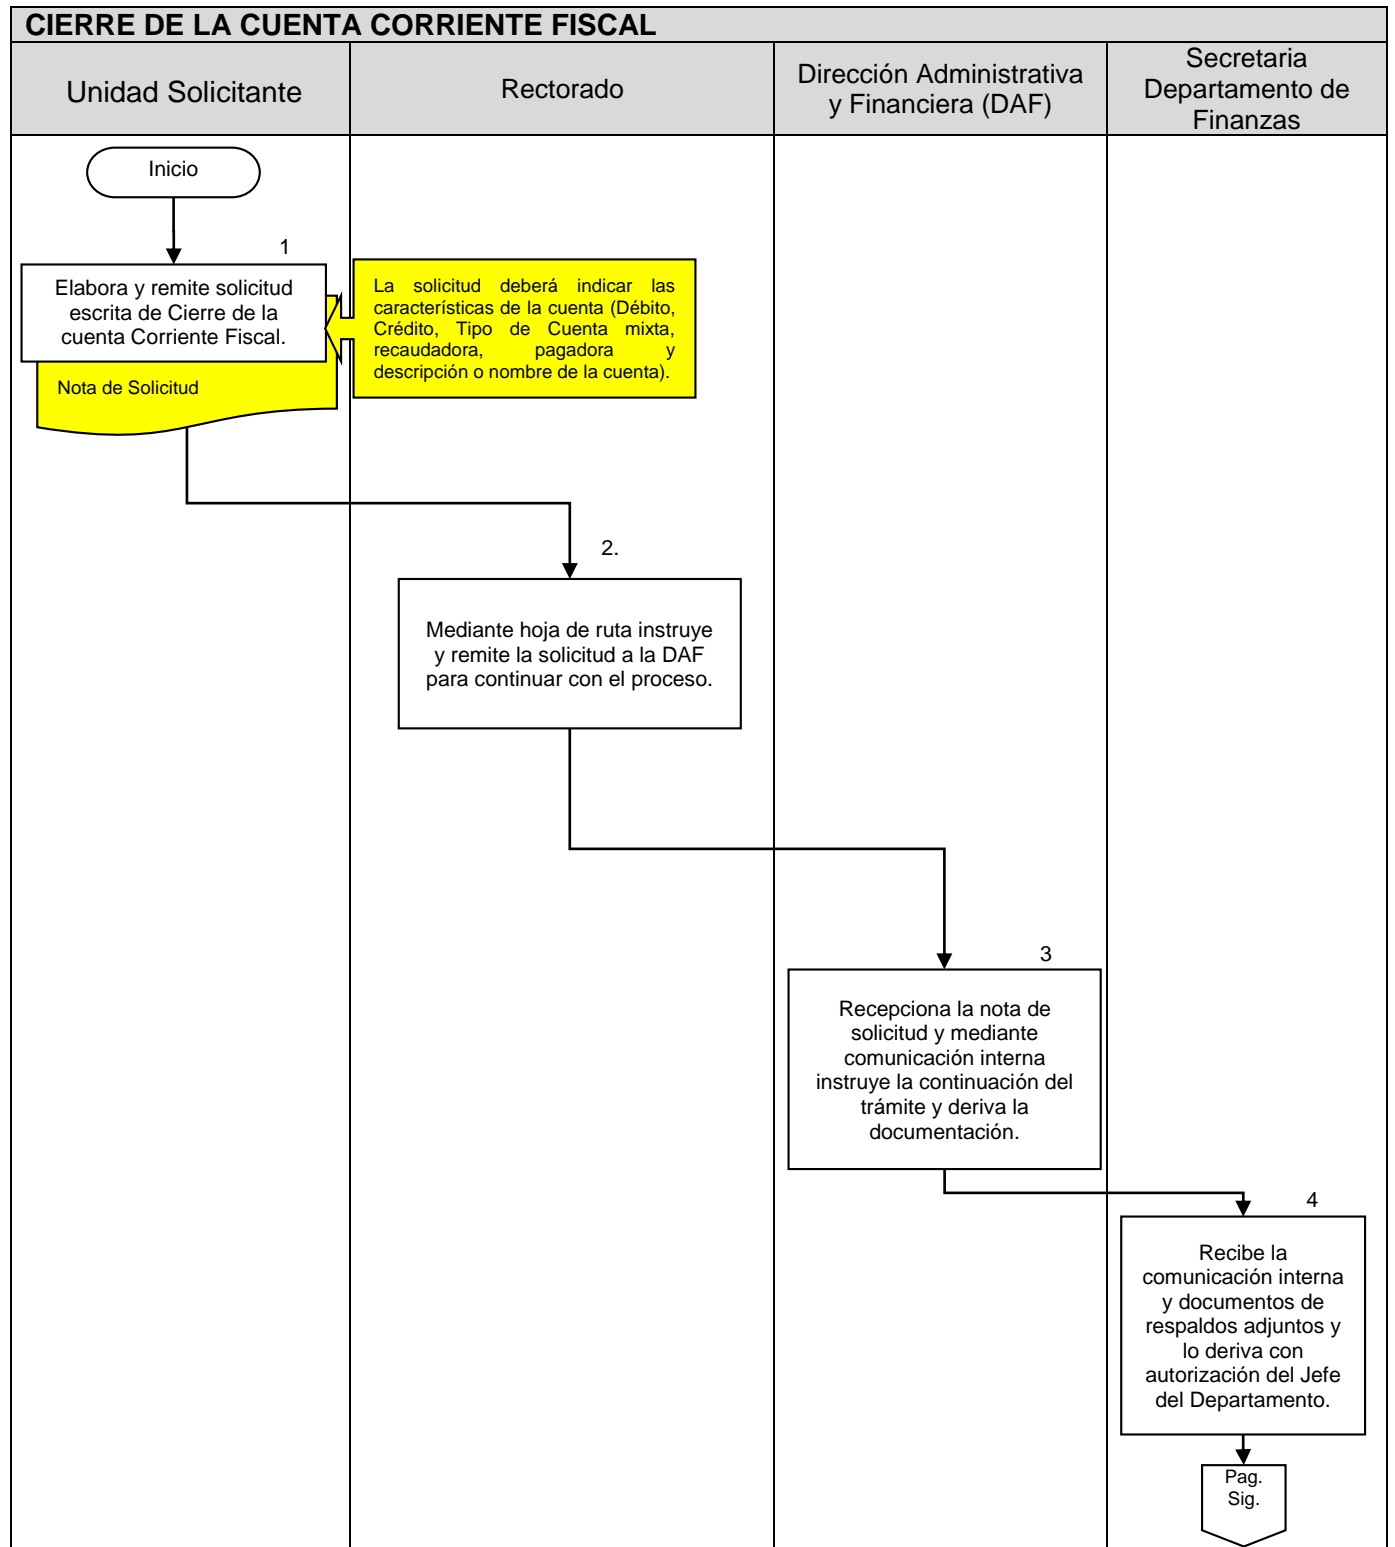 CIERRE DE LA CUENTA CORRIENTE FISCAL
Unidad Solicitante
Rectorado
Dirección Administrativa
y Financiera (DAF)
Secretaria
Departamento de
Finanzas
Inicio
1
Elabora y remite solicitud
escrita de Cierre de la
cuenta Corriente Fiscal.
Nota de Solicitud
La solicitud deberá indicar las
características de la cuenta (Débito,
Crédito, Tipo de Cuenta mixta,
recaudadora, pagadora y
descripción o nombre de la cuenta).
2.
Mediante hoja de ruta instruye
y remite la solicitud a la DAF
para continuar con el proceso.
3
Recepciona la nota de
solicitud y mediante
comunicación interna
instruye la continuación del
trámite y deriva la
documentación.
4
Recibe la
comunicación interna
y documentos de
respaldos adjuntos y
lo deriva con
autorización del Jefe
del Departamento.
Pag.
Sig.